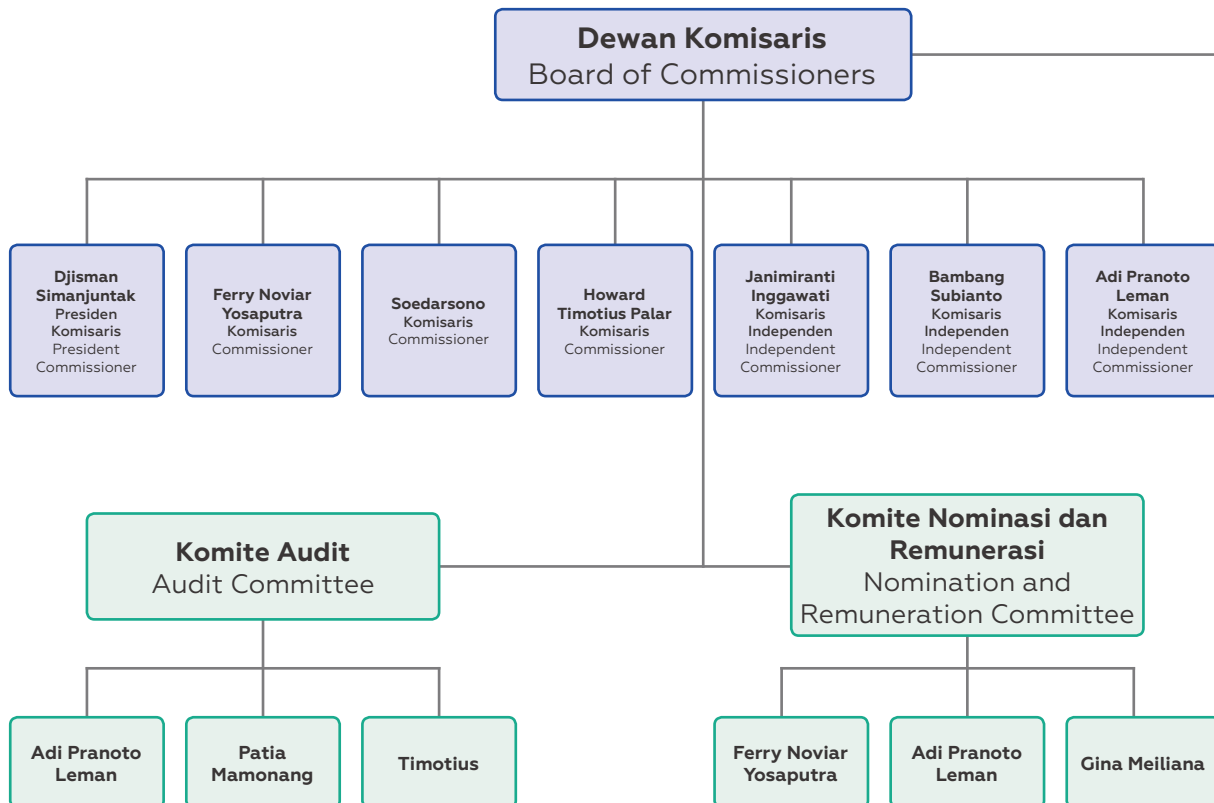 Dewan Komisaris
Board of Commissioners
Djisman
Simanjuntak
Presiden
Komisaris
President
Commissioner
Ferry Noviar
Yosaputra
Komisaris
Commissioner
Soedarsono
Komisaris
Commissioner
Howard
Timotius Palar
Komisaris
Commissioner
Janimiranti
Inggawati
Komisaris
Independen
Independent
Commissioner
Bambang
Subianto
Komisaris
Independen
Independent
Commissioner
Adi Pranoto
Leman
Komisaris
Independen
Independent
Commissioner
Komite Audit
Audit Committee
Komite Nominasi dan
Remunerasi
Nomination and
Remuneration Committee
Adi Pranoto
Leman
Patia
Mamonang
Timotius
Ferry Noviar
Yosaputra
Adi Pranoto
Leman
Gina Meiliana